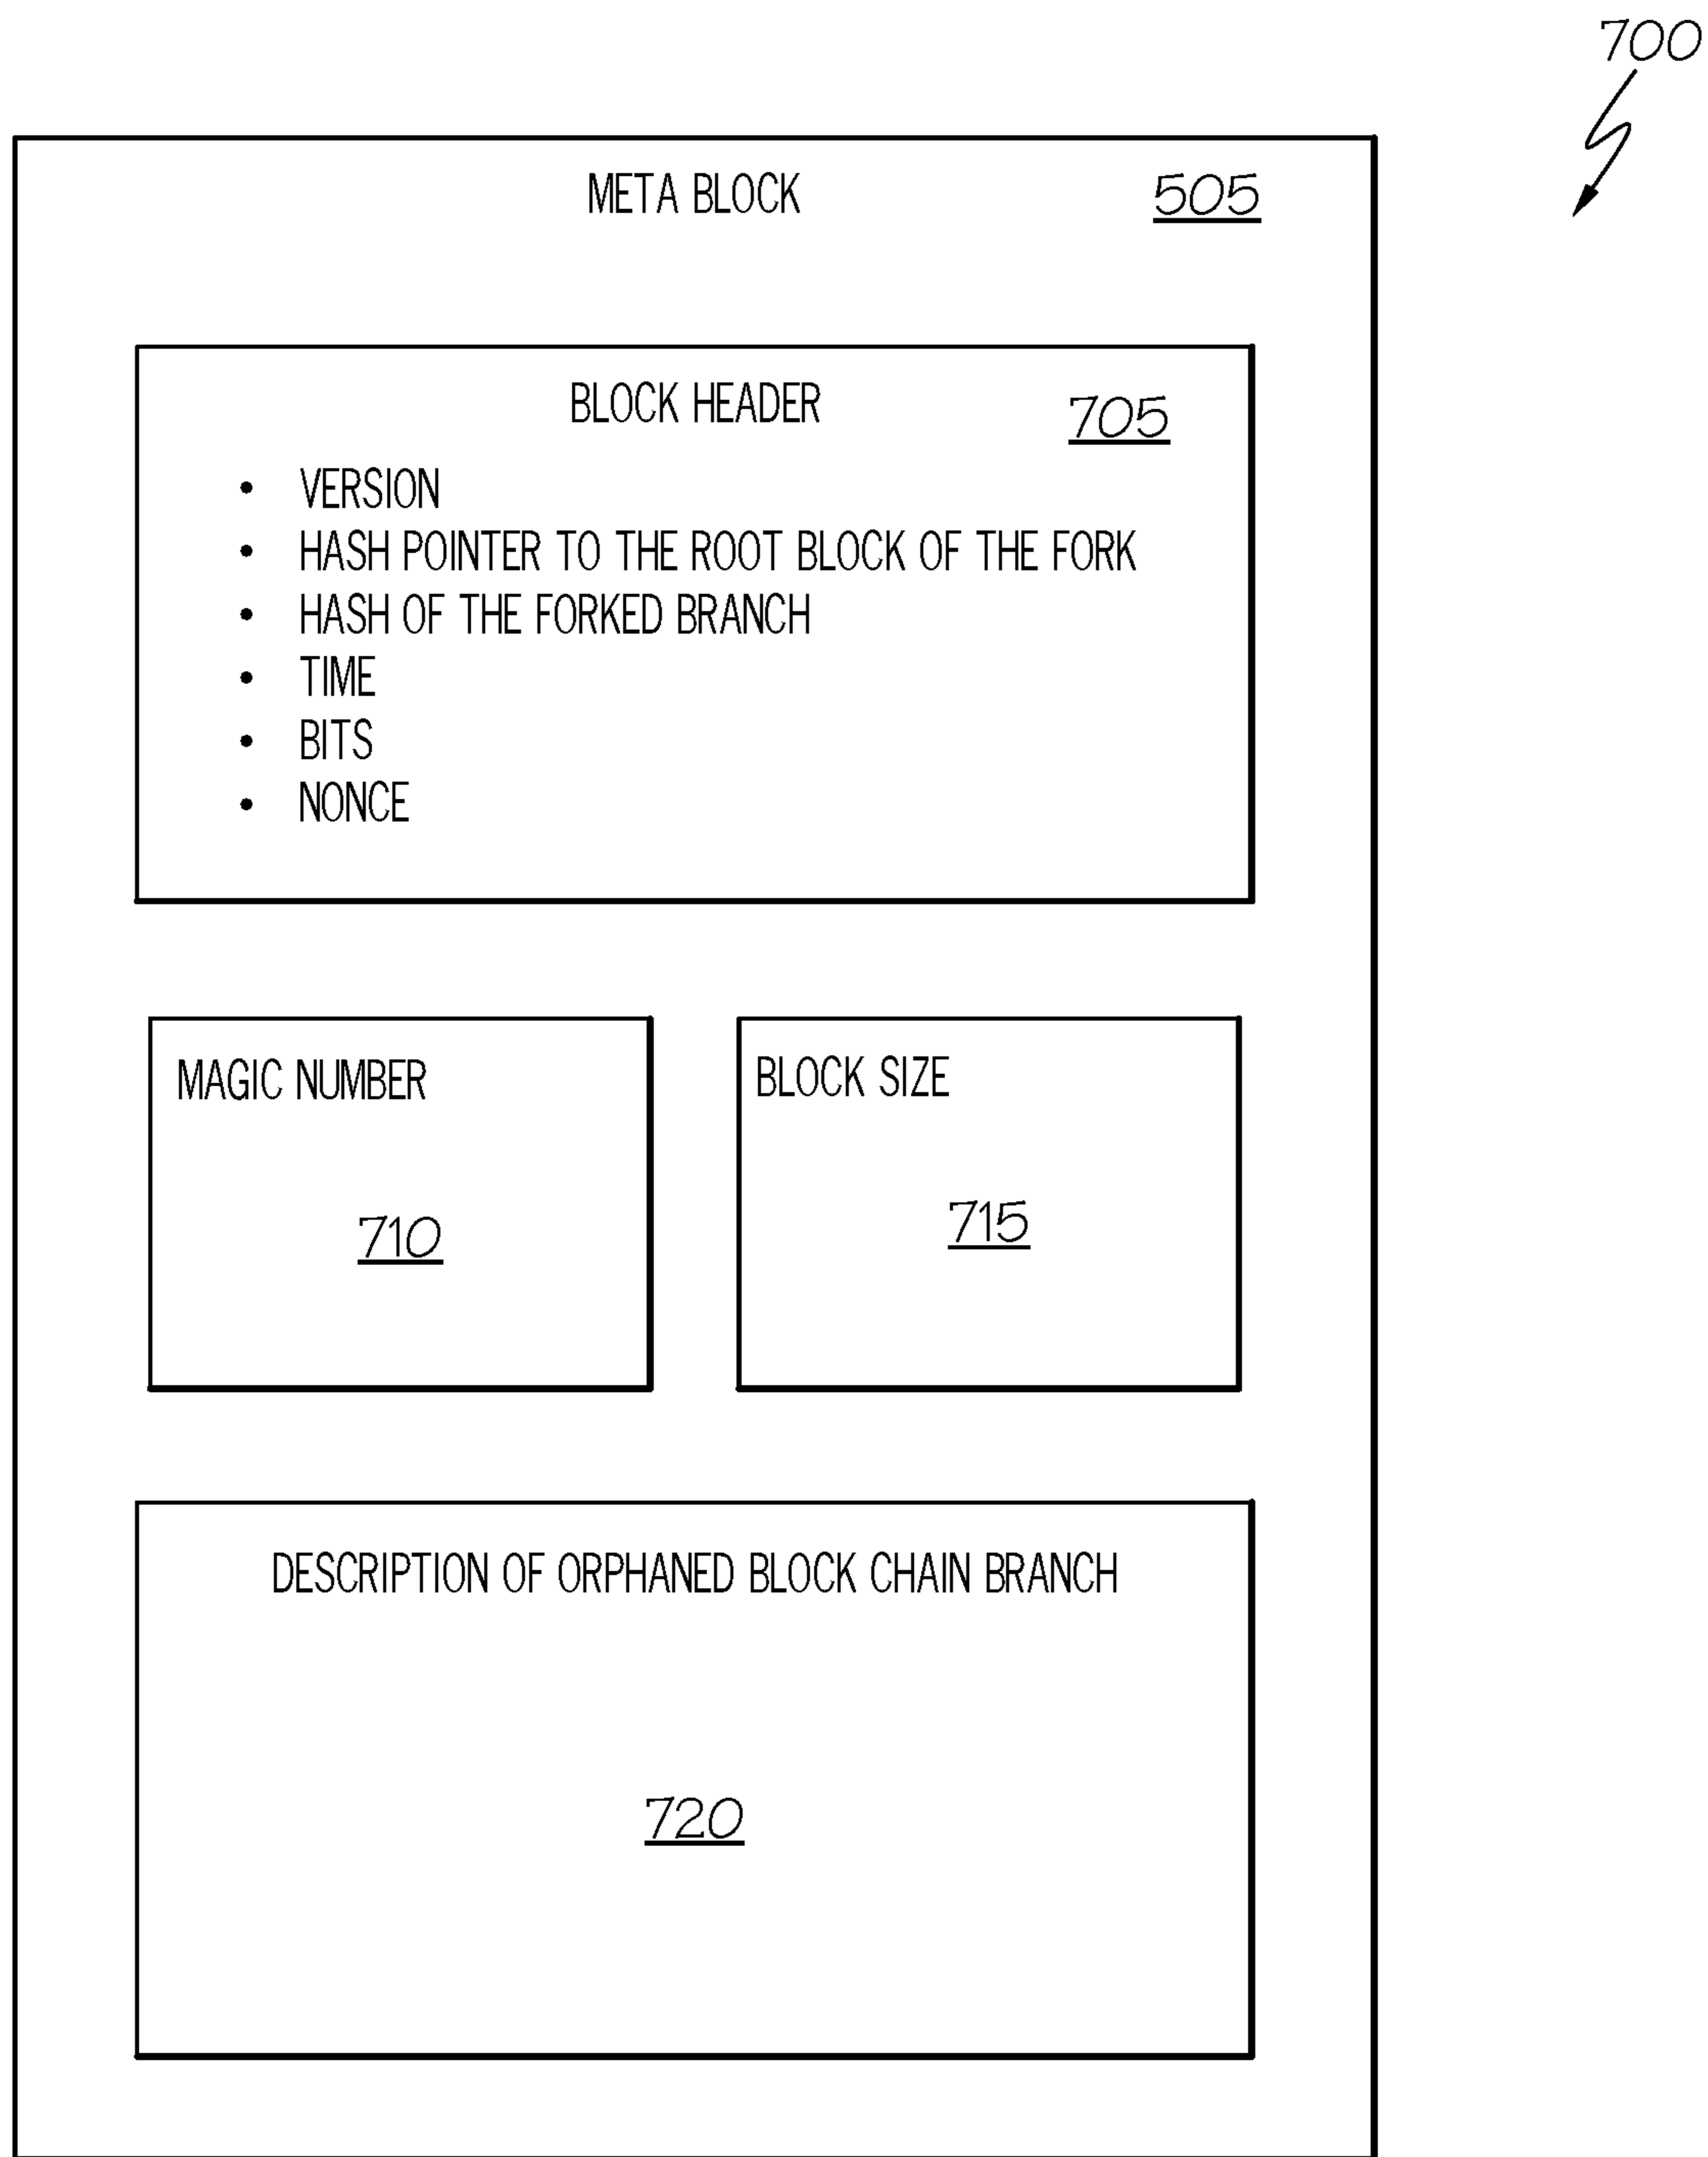 700
META BLOCK 505
BLOCK HEADER 705
• VERSION
• HASH POINTER TO THE ROOT BLOCK OF THE FORK
• HASH OF THE FORKED BRANCH
• TIME
• BITS
• NONCE
MAGIC NUMBER
710
BLOCK SIZE
715
DESCRIPTION OF ORPHANED BLOCK CHAIN BRANCH
720